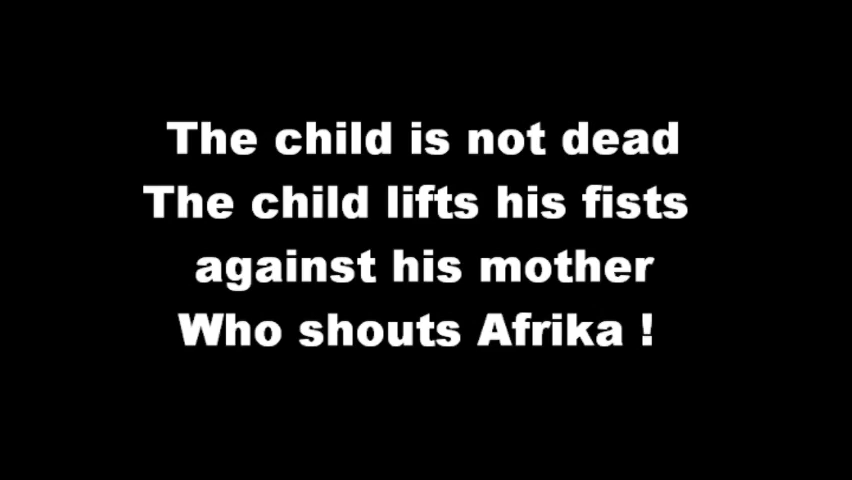 The child is not dead
The child lifts his fists
against his mother
Who shouts Afrika !